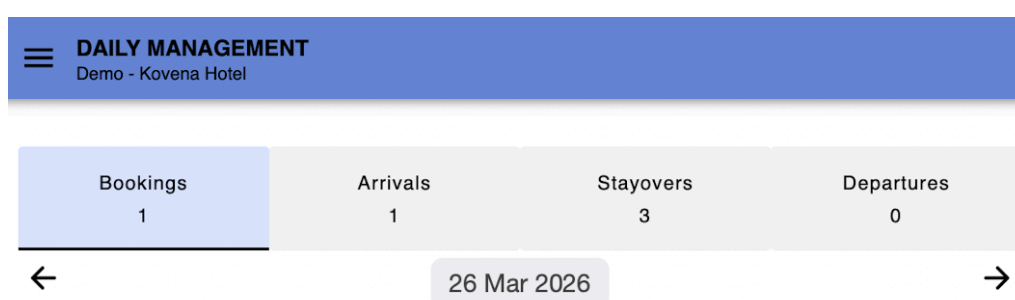 DAILY MANAGEMENT
Demo - Kovena Hotel
Bookings
1
Arrivals
1
Stayovers
3
Departures
0
26 Mar 2026